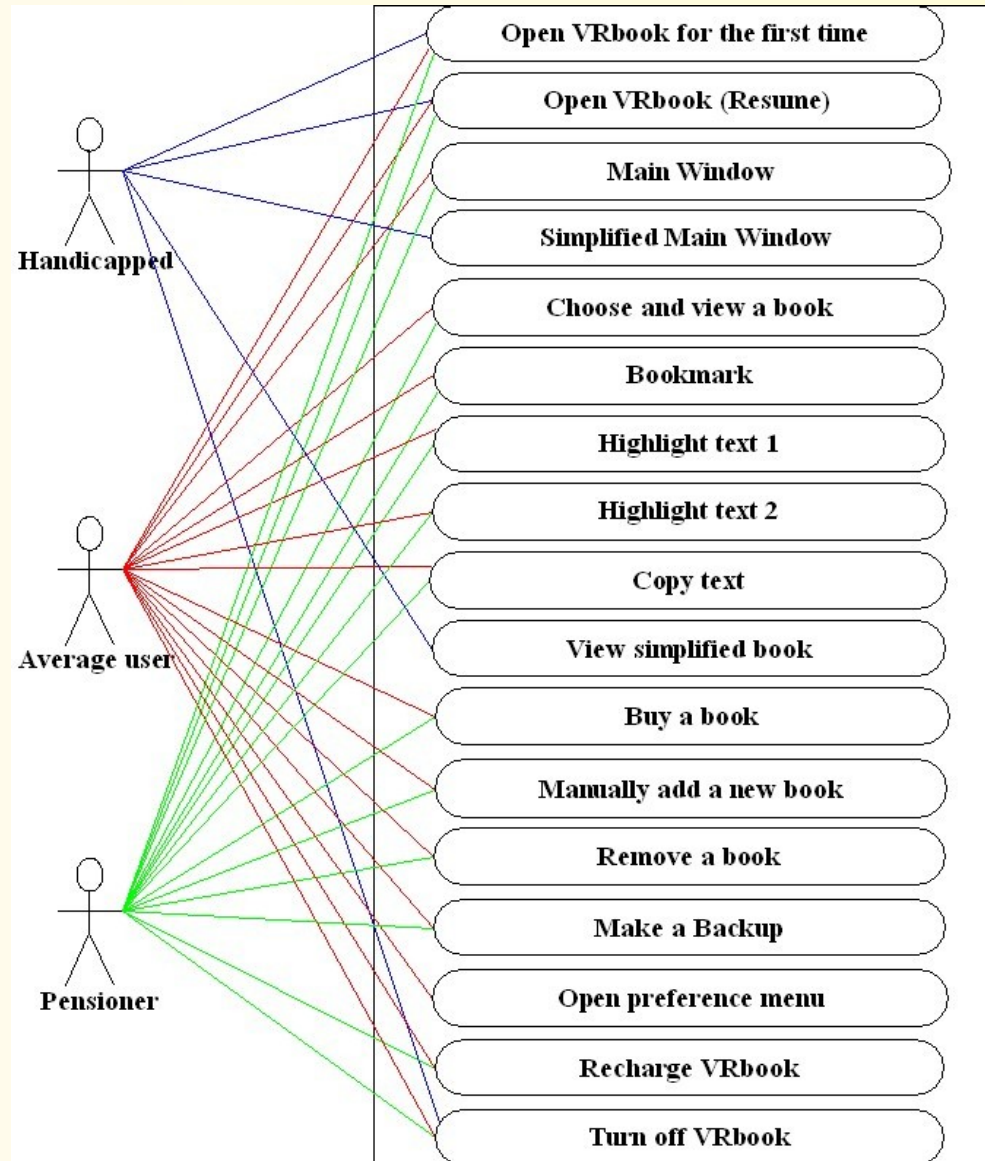 Open VRbook for the first time
Open VRbook (Resume)
Main Window
Simplified Main Window
Handicapped
Choose and view a book
Bookmark
Highlight text 1
Highlight text 2
Copy text
View simplified book
Average user
Buy a book
Manually add a new book
Remove a book
Make a Backup
Pensioner
Open preference menu
Recharge VRbook
Turn off VRbook